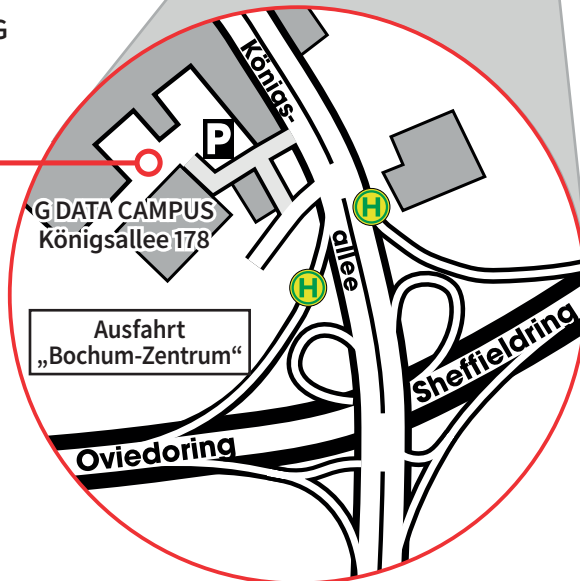 G
Königs-
P
G DATA CAMPUS
Königsallee 178
H
allee
H
Ausfahrt
„Bochum-Zentrum“
Sheffieldring
Oviedoring